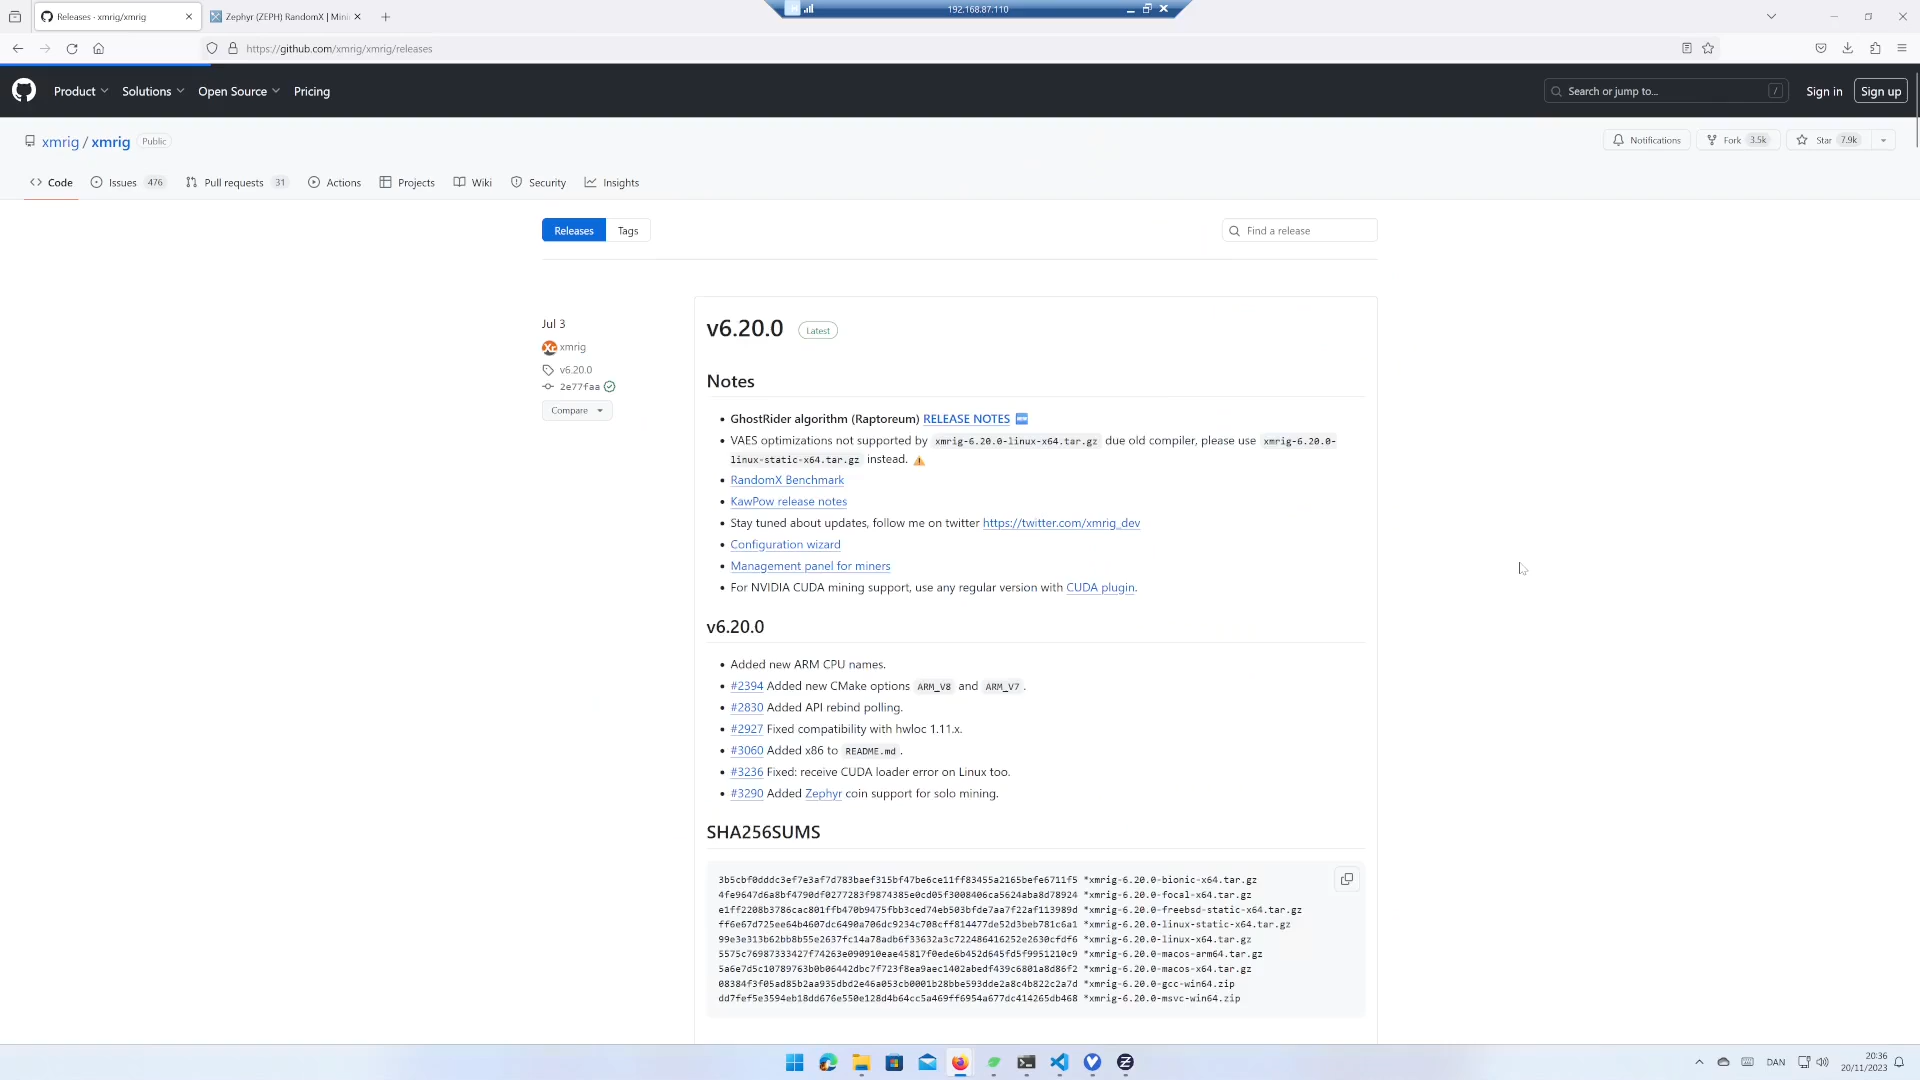 Releases · xmrig/xmrig
Zephyr (ZEPH) RandomX | Mini
192.168.87.110
https://github.com/xmrig/xmrig/releases
Product
Solutions
Open Source
Pricing
Search or jump to...
/
Sign in
Sign up
xmrig / xmrig
Public
Notifications
Fork 3.5k
Star 7.9k
Code
Issues 476
Pull requests 31
Actions
Projects
Wiki
Security
Insights
Releases
Tags
Find a release
Jul 3
xmrig
v6.20.0
2e77faa
Compare
v6.20.0
Latest
Notes
• GhostRider algorithm (Raptoreum) RELEASE NOTES
• VAES optimizations not supported by xmrig-6.20.0-linux-x64.tar.gz due old compiler, please use xmrig-6.20.0-
linux-static-x64.tar.gz instead.
• RandomX Benchmark
• KawPow release notes
• Stay tuned about updates, follow me on twitter https://twitter.com/xmrig_dev
• Configuration wizard
• Management panel for miners
• For NVIDIA CUDA mining support, use any regular version with CUDA plugin.
v6.20.0
• Added new ARM CPU names.
• #2394 Added new CMake options ARM_V8 and ARM_V7.
• #2830 Added API rebind polling.
• #2927 Fixed compatibility with hwloc 1.11.x.
• #3060 Added x86 to README.md.
• #3236 Fixed: receive CUDA loader error on Linux too.
• #3290 Added Zephyr coin support for solo mining.
SHA256SUMS
3b5cbf0dddc3ef7e3af7d783baef315bf47be6ce11ff83455a2165befe6711f5 *xmrig-6.20.0-bionic-x64.tar.gz
4fe9647d6a8bf4790df0277283f9874385e0cd05f3008406ca5624aba8d78924 *xmrig-6.20.0-focal-x64.tar.gz
e1ff2208b3786cac801ffb470b9475fbb3ced74eb503bfde7aa7f22af113989d *xmrig-6.20.0-freebsd-static-x64.tar.gz
ff6e67d725ee64b4607dc6490a706dc9234c708cff814477de52d3beb781c6a1 *xmrig-6.20.0-linux-static-x64.tar.gz
99e3e313b62bb8b55e2637fc14a78adb6f33632a3c722486416252e2630cfdf6 *xmrig-6.20.0-linux-x64.tar.gz
5575c76987333427f74263e090910eae45817f0ede6b452d645fd5f9951210c9 *xmrig-6.20.0-macos-arm64.tar.gz
5a6e7d5c10789763b0b06442dbc7f723f8ea9aec1402abedf439c6801a8d86f2 *xmrig-6.20.0-macos-x64.tar.gz
08384f3f05ad85b2aa935dbd2e46a053cb0001b28bbe593dde2a8c4b822c2a7d *xmrig-6.20.0-gcc-win64.zip
dd7fef5e3594eb18dd676e550e128d4b64cc5a469ff6954a677dc414265db468 *xmrig-6.20.0-msvc-win64.zip
DAN
20:36
20/11/2023